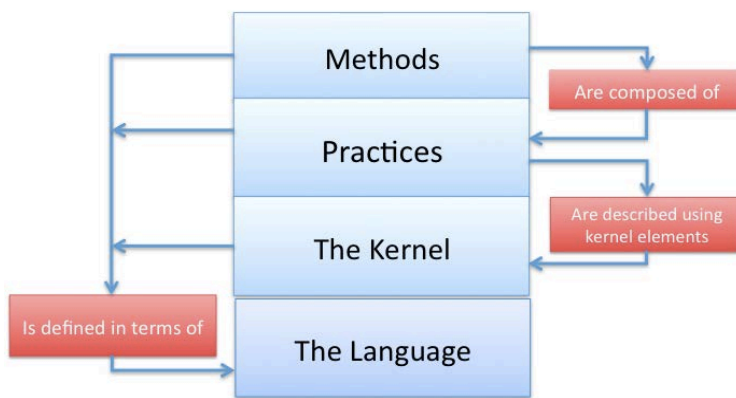 Methods
Are composed of
Practices
Are described using
kernel elements
The Kernel
Is defined in terms of
The Language